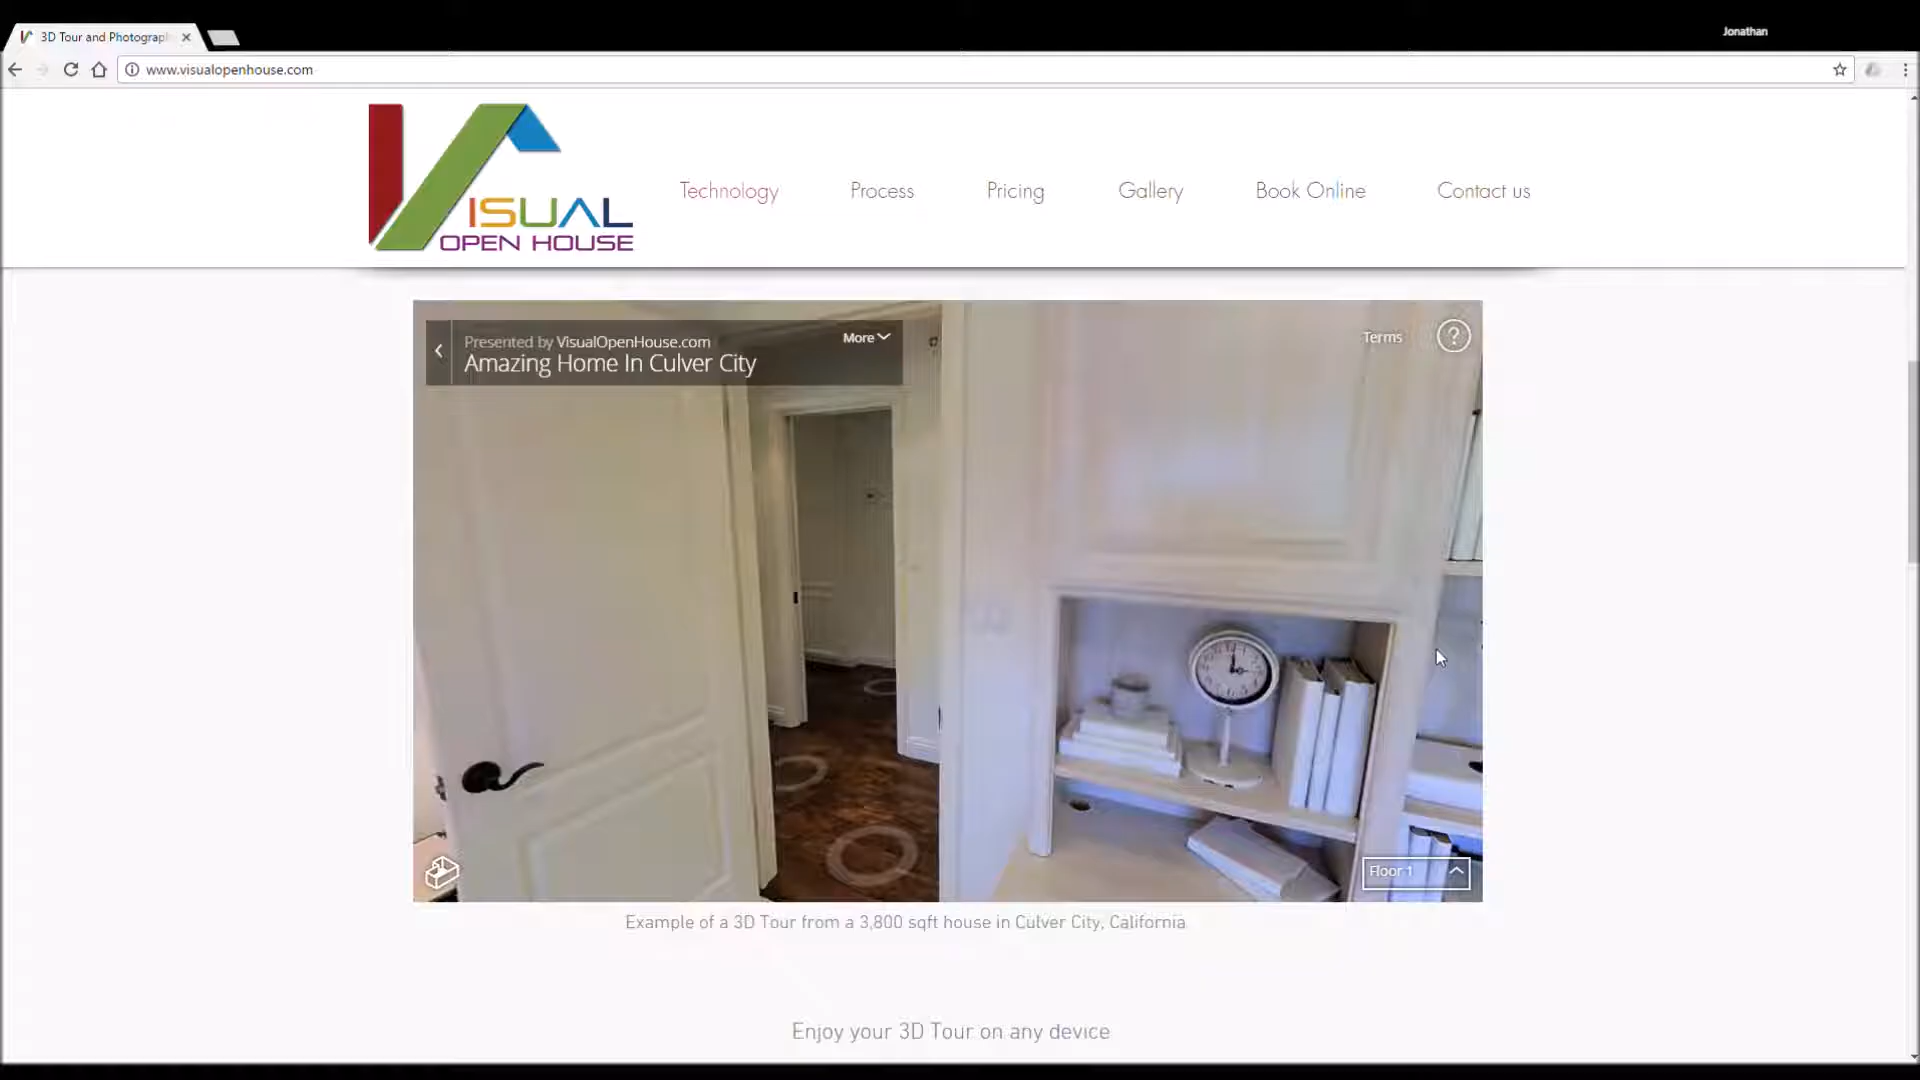 Jonathan
3D Tour and Photograp
www.visualopenhouse.com
ISUAL
OPEN HOUSE
Technology
Process
Pricing
Gallery
Book Online
Contact us
Presented by VisualOpenHouse.com
More
Amazing Home In Culver City
Terms
?
Floor 1
Example of a 3D Tour from a 3,800 sqft house in Culver City, California
Enjoy your 3D Tour on any device